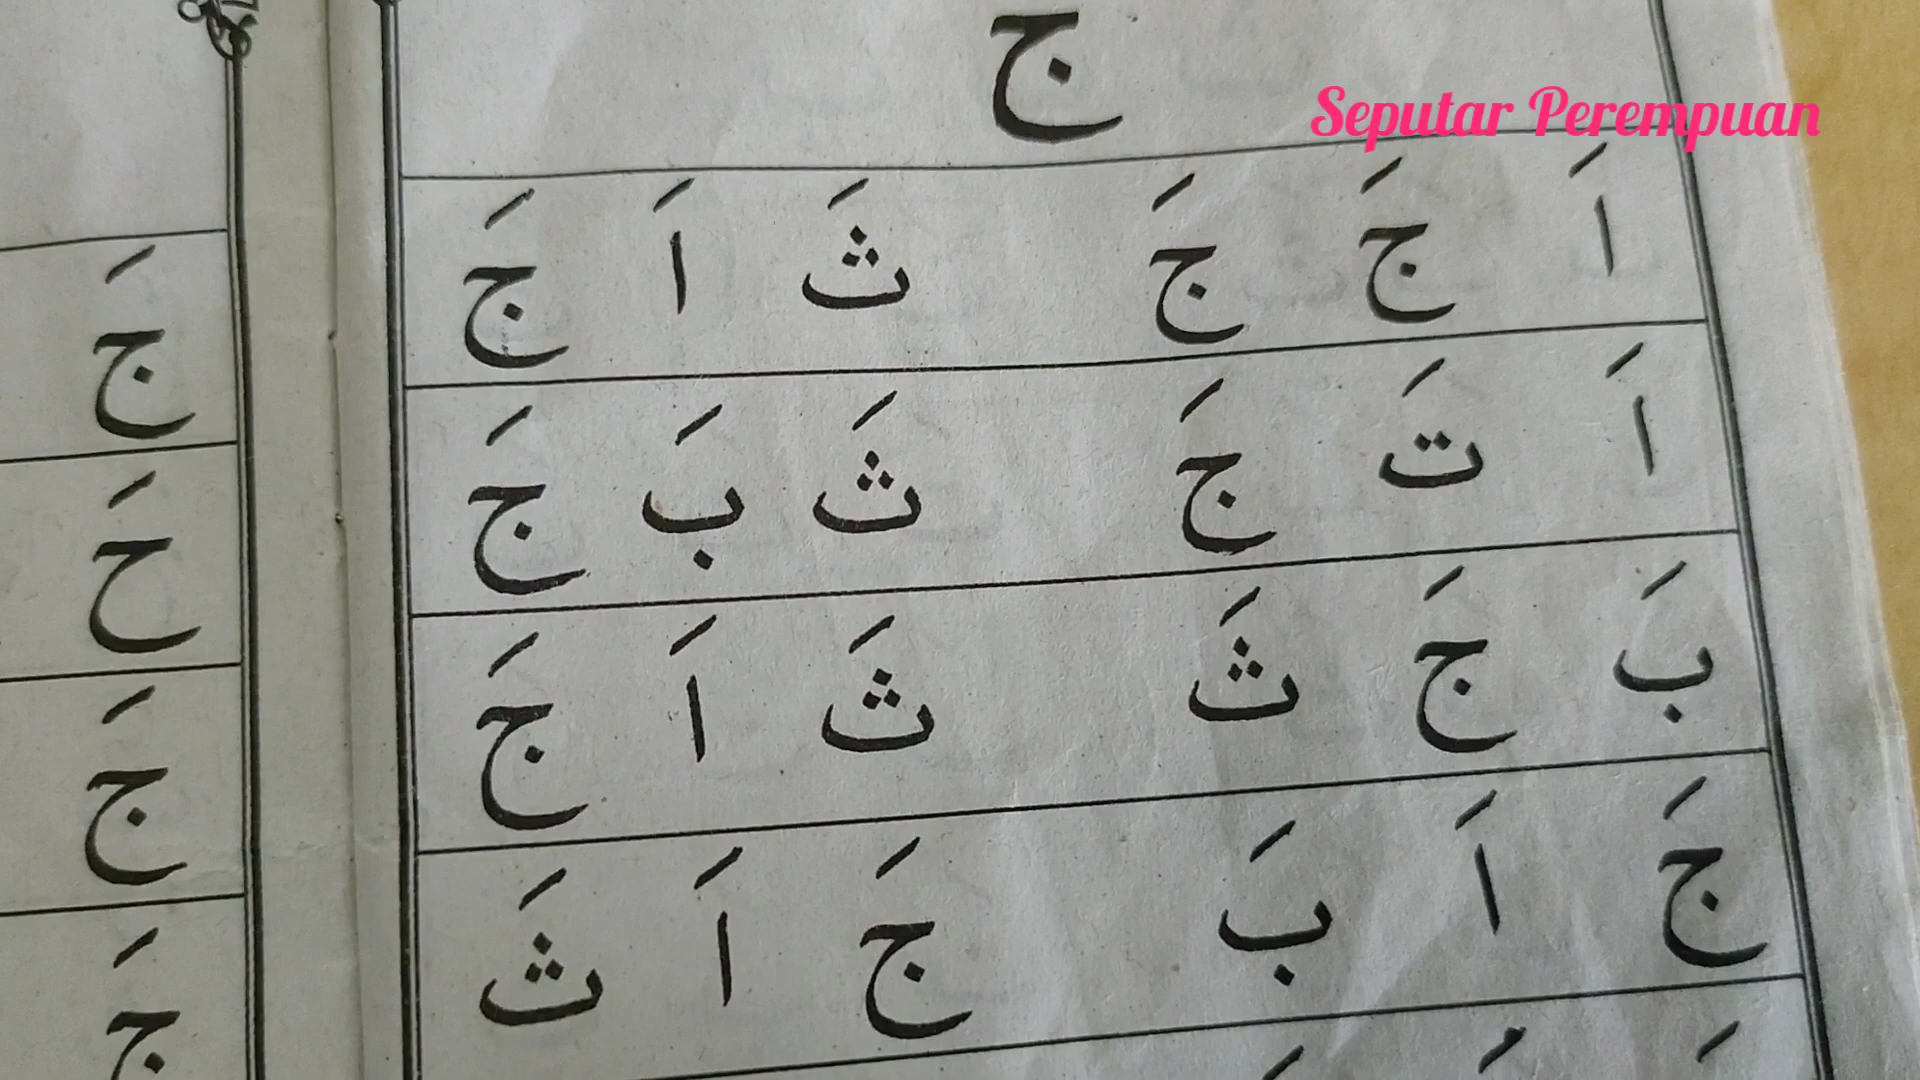 ج
Seputar Perempuan
اَ جَ جَ ثَ اَ جَ
اَ تَ جَ ثَ بَ جَ
بَ جَ ثَ ثَ اَ جَ
جَ اَ بَ جَ اَ ثَ
جَ
حَ
جَ
جَ